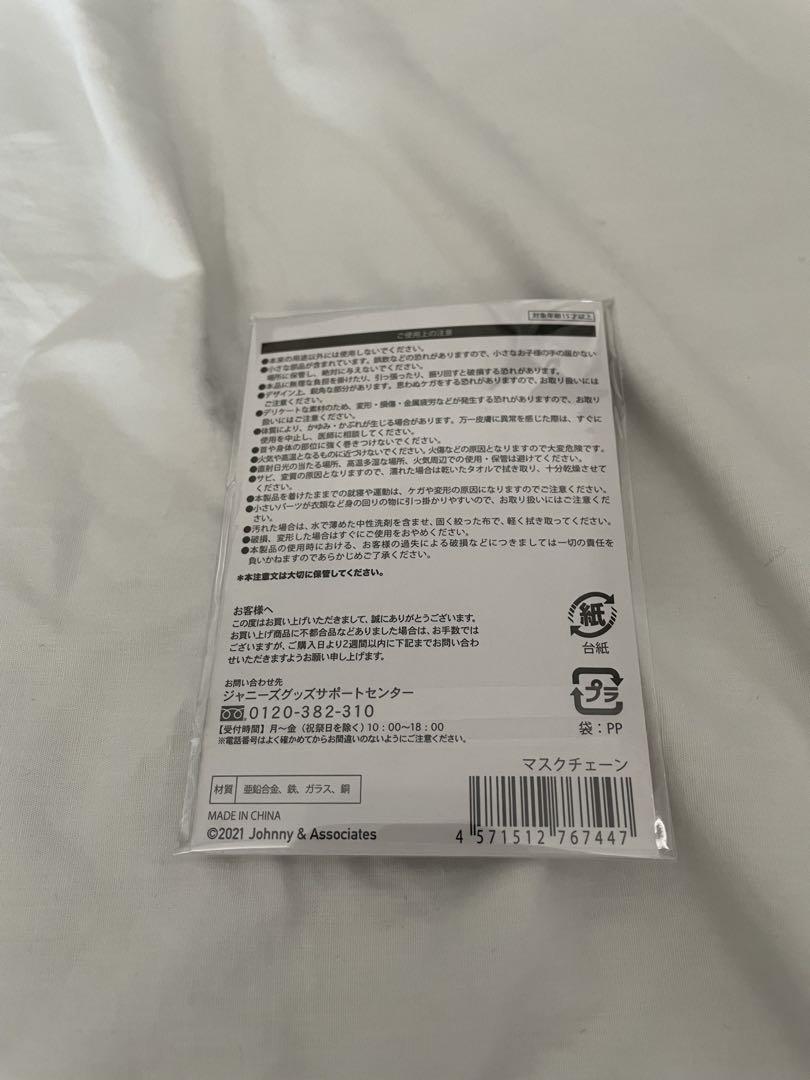 対象年齢15才以上
ご使用上の注意
●本来の用途以外には使用しないでください。
●小さな部品が含まれています。誤飲などの恐れがありますので、小さなお子様の手の届かない
場所に保管し、絶対に与えないでください。
●本品に無理な負担を掛けたり、引っ張ったり、振り回すと破損する恐れがあります。
●デザイン上、鋭角な部分があります。思わぬケガをする恐れがありますので、お取り扱いには
ご注意ください。
●デリケートな素材のため、変形・損傷・金属疲労などが発生する恐れがありますので、お取り
扱いにはご注意ください。
●体質により、かゆみ・かぶれが生じる場合があります。万一皮膚に異常を感じた際は、すぐに
使用を中止し、医師に相談してください。
●首や身体の部位に強く巻きつけないでください。
●火気や高温となるものに近づけないでください。火傷などの原因となりますので大変危険です。
●直射日光の当たる場所、高温多湿な場所、火気周辺での使用・保管は避けてください。
●サビ、変質の原因となりますので、濡れた場合は乾いたタオルで拭き取り、十分乾燥させて
ください。
●本製品を着けたままでの就寝や運動は、ケガや変形の原因になりますのでご注意ください。
●小さいパーツが衣類など身の回りの物に引っ掛かりやすいので、お取り扱いにはご注意くだ
さい。
●汚れた場合は、水で薄めた中性洗剤を含ませ、固く絞った布で、軽く拭き取ってください。
●破損、変形した場合はすぐにご使用をおやめください。
●本製品の使用時における、お客様の過失による破損などにつきましては一切の責任を
負いかねますのであらかじめご了承ください。
*本注意文は大切に保管してください。
お客様へ
この度はお買い上げいただきまして、誠にありがとうございます。
お買い上げ商品に不都合品などありました場合は、お手数では
ございますが、ご購入日より2週間以内に下記までお問い合わ
せいただきますようお願い申し上げます。
お問い合わせ先
ジャニーズグッズサポートセンター
0120-382-310
【受付時間】月〜金（祝祭日を除く）10：00〜18：00
※電話番号はよく確かめてからお間違いのないようにご注意ください。
紙
台紙
プラ
袋：PP
マスクチェーン
材質 亜鉛合金、鉄、ガラス、銅
MADE IN CHINA
©2021 Johnny & Associates
4 571512 767447